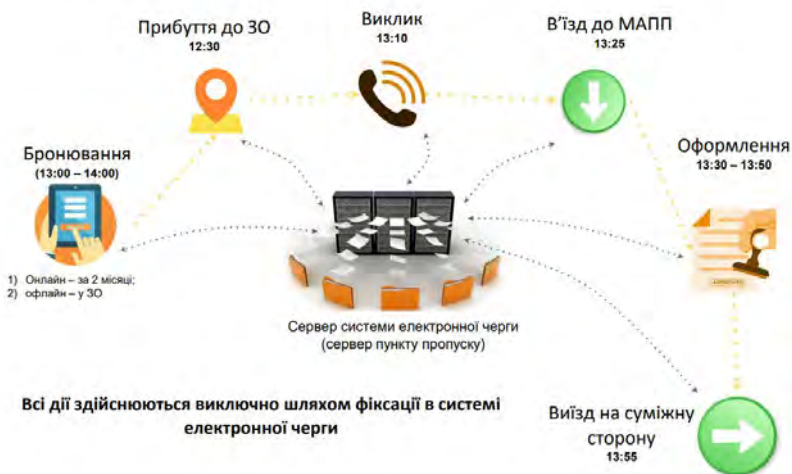 Прибуття до ЗО
12:30
Виклик
13:10
В'їзд до МАПП
13:25
Бронювання
(13:00 – 14:00)
Оформлення
13:30 – 13:50
1) Онлайн – за 2 місяці;
2) офлайн – у ЗО
Сервер системи електронної черги
(сервер пункту пропуску)
Всі дії здійснюються виключно шляхом фіксації в системі
електронної черги
Виїзд на суміжну
сторону
13:55